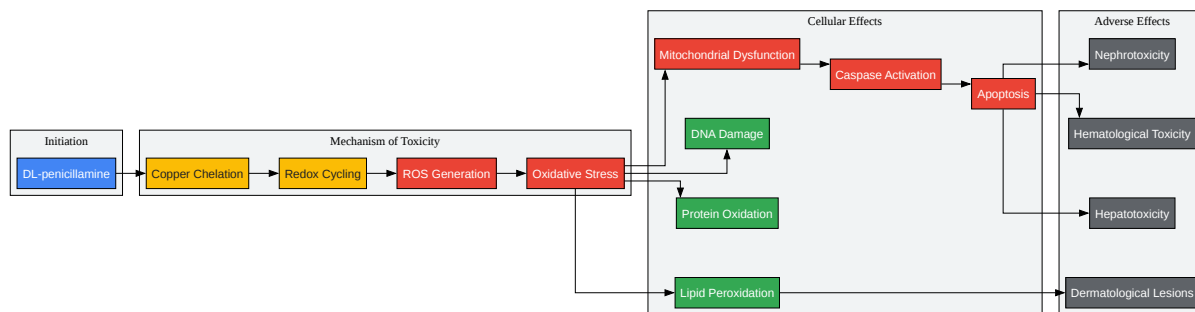 Initiation
DL-penicillamine
Mechanism of Toxicity
Copper Chelation
Redox Cycling
ROS Generation
Oxidative Stress
Cellular Effects
Mitochondrial Dysfunction
Caspase Activation
Apoptosis
DNA Damage
Protein Oxidation
Lipid Peroxidation
Adverse Effects
Nephrotoxicity
Hematological Toxicity
Hepatotoxicity
Dermatological Lesions